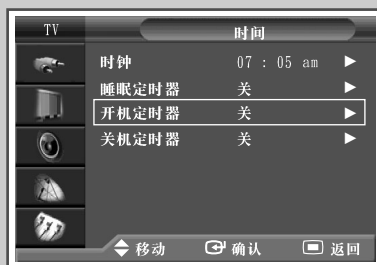 TV 时间
时钟 07 : 05 am ▶
睡眠定时器 关 ▶
开机定时器 关 ▶
关机定时器 关 ▶
移动 确认 返回